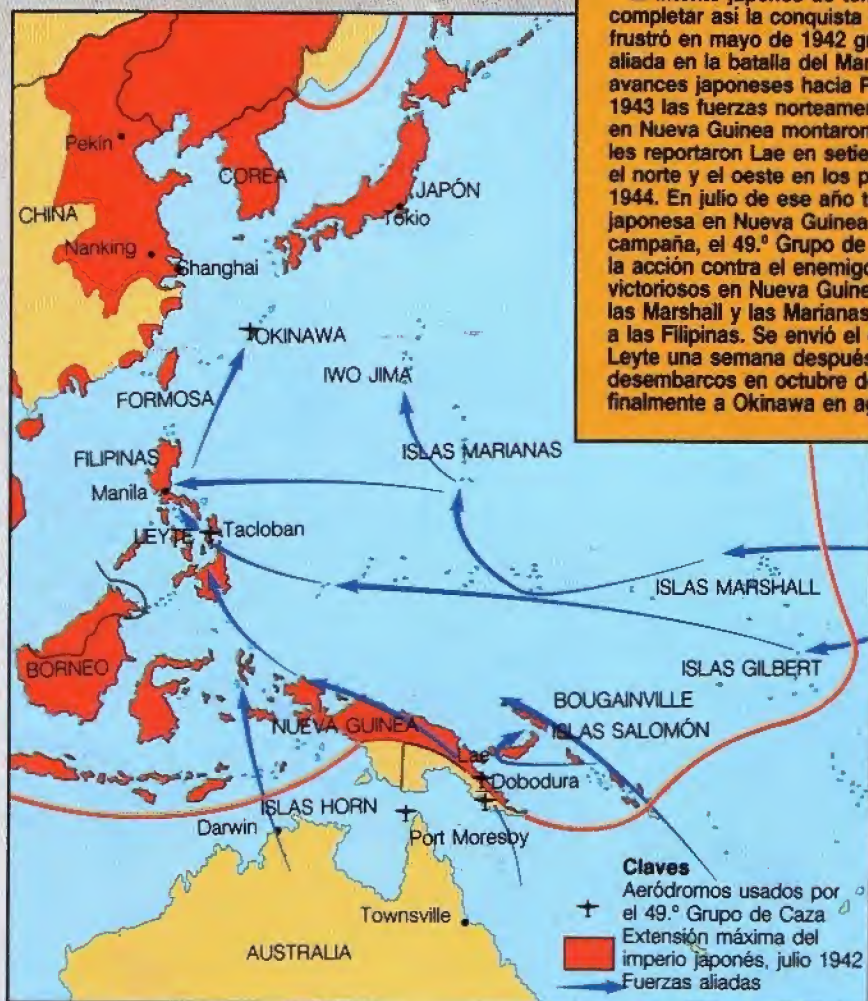 completar así la conquista
frustró en mayo de 1942
aliada en la batalla del
avances japoneses hacia
1943 las fuerzas
en Nueva Guinea montaron
les reportaron Lae en
el norte y el oeste en los
1944. En julio de ese año
japonesa en Nueva Guinea
campaña, el 49.º Grupo de
la acción contra el enemigo
victoriosos en Nueva
las Marshall y las Marianas
a las Filipinas. Se envió el
Leyte una semana después
desembarcos en octubre
finalmente a Okinawa en
Pekín
COREA
JAPÓN
Tokio
CHINA
Nanking
Shanghai
OKINAWA
IWO JIMA
FORMOSA
FILIPINAS
ISLAS MARIANAS
Manila
LEYTE
Tacloban
ISLAS MARSHALL
BORNEO
ISLAS GILBERT
BOUGAINVILLE
NUEVA GUINEA
ISLAS SALOMÓN
Lae
Dobodura
ISLAS HORN
Darwin
Port Moresby
Townsville
AUSTRALIA
Claves
Aeródromos usados por
el 49.º Grupo de Caza
Extensión máxima del
imperio japonés, julio 1942
Fuerzas aliadas